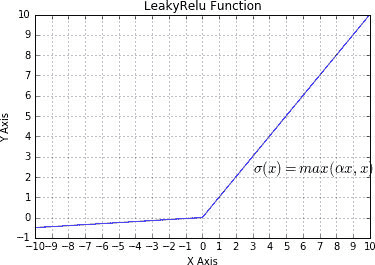 LeakyRelu Function
10
9
8
7
6
5
4
3
2
1
0
−1
Y Axis
σ(x) = max(αx, x)
−10 −9 −8 −7 −6 −5 −4 −3 −2 −1 0 1 2 3 4 5 6 7 8 9 10
X Axis